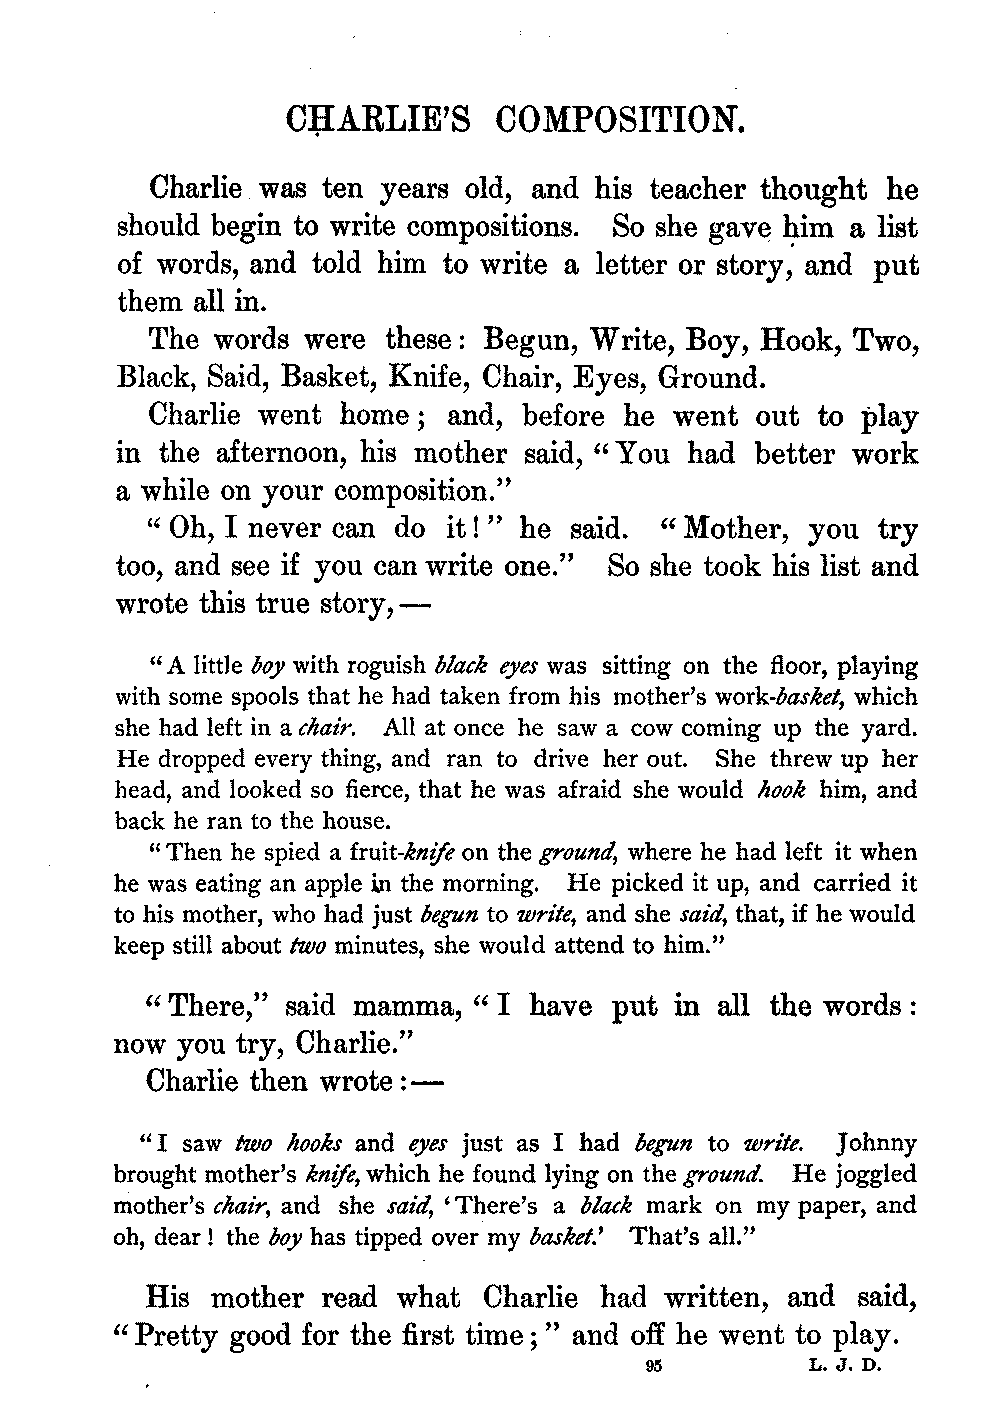 CHARLIE'S COMPOSITION.
Charlie was ten years old, and his teacher thought he
should begin to write compositions. So she gave him a list
of words, and told him to write a letter or story, and put
them all in.
The words were these: Begun, Write, Boy, Hook, Two,
Black, Said, Basket, Knife, Chair, Eyes, Ground.
Charlie went home; and, before he went out to play
in the afternoon, his mother said, "You had better work
a while on your composition."
"Oh, I never can do it!" he said. "Mother, you try
too, and see if you can write one." So she took his list and
wrote this true story,—
"A little boy with roguish black eyes was sitting on the floor, playing
with some spools that he had taken from his mother's work-basket, which
she had left in a chair. All at once he saw a cow coming up the yard.
He dropped every thing, and ran to drive her out. She threw up her
head, and looked so fierce, that he was afraid she would hook him, and
back he ran to the house.
"Then he spied a fruit-knife on the ground, where he had left it when
he was eating an apple in the morning. He picked it up, and carried it
to his mother, who had just begun to write, and she said, that, if he would
keep still about two minutes, she would attend to him."
"There," said mamma, "I have put in all the words:
now you try, Charlie."
Charlie then wrote:—
"I saw two hooks and eyes just as I had begun to write. Johnny
brought mother's knife, which he found lying on the ground. He joggled
mother's chair, and she said, 'There's a black mark on my paper, and
oh, dear! the boy has tipped over my basket.' That's all."
His mother read what Charlie had written, and said,
"Pretty good for the first time;" and off he went to play.
95 L. J. D.